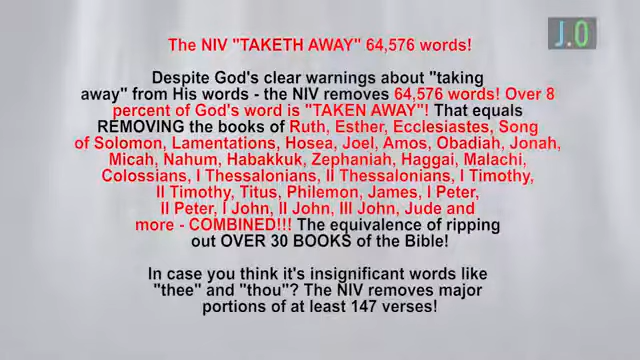 The NIV "TAKETH AWAY" 64,576 words!
J.O
Despite God's clear warnings about "taking
away" from His words - the NIV removes 64,576 words! Over 8
percent of God's word is "TAKEN AWAY"! That equals
REMOVING the books of Ruth, Esther, Ecclesiastes, Song
of Solomon, Lamentations, Hosea, Joel, Amos, Obadiah, Jonah,
Micah, Nahum, Habakkuk, Zephaniah, Haggai, Malachi,
Colossians, I Thessalonians, II Thessalonians, I Timothy,
II Timothy, Titus, Philemon, James, I Peter,
II Peter, I John, II John, III John, Jude and
more - COMBINED!!! The equivalence of ripping
out OVER 30 BOOKS of the Bible!
In case you think it's insignificant words like
"thee" and "thou"? The NIV removes major
portions of at least 147 verses!